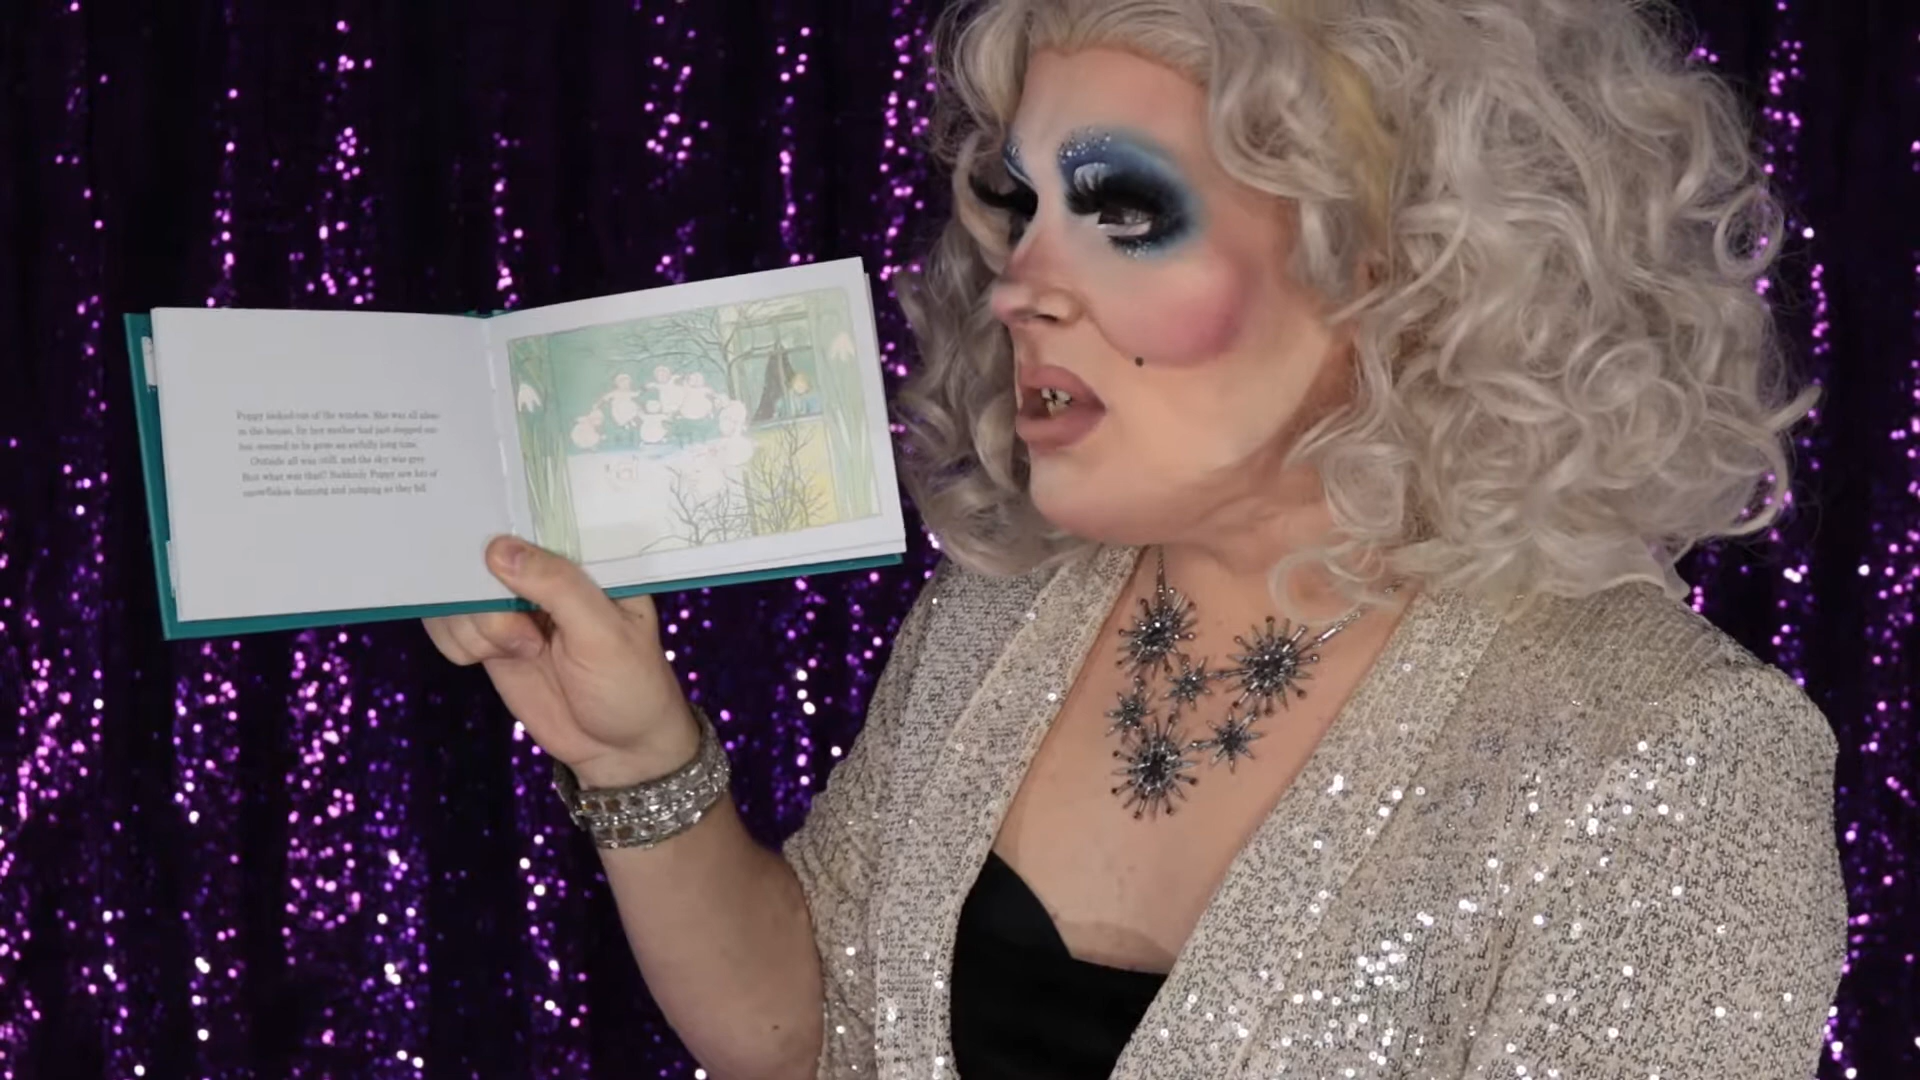 Poppy looked out of the window. She was all alone
in the house, for her mother had just stepped out
but seemed to be gone an awfully long time.
Outside all was still, and the sky was grey.
But what was that? Suddenly Poppy saw lots of
snowflakes dancing and jumping as they fell.